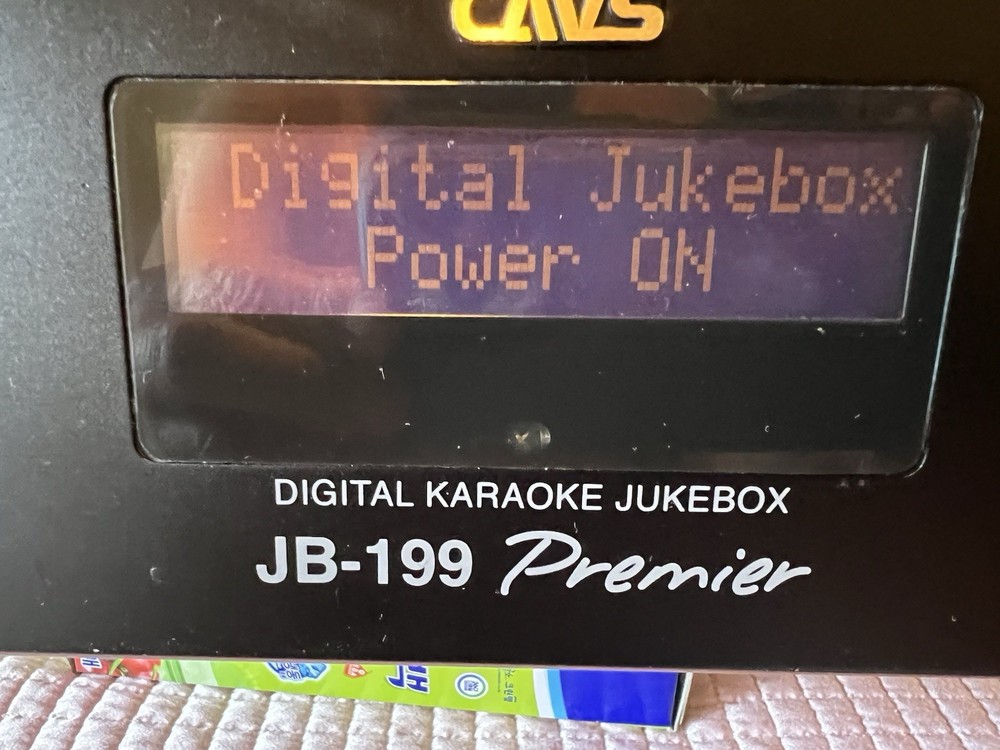 CAVS
Digital Jukebox
Power ON
DIGITAL KARAOKE JUKEBOX
JB-199 Premier